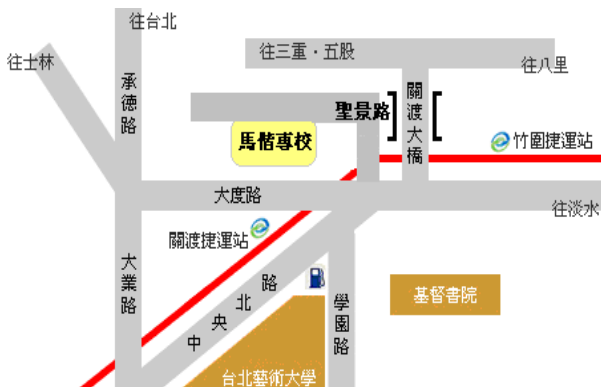 往台北
往三重・五股
往士林
往八里
承德路
關渡大橋
聖景路
馬偕專校
竹圍捷運站
大度路
往淡水
關渡捷運站
大業路
中央北路
學園路
基督書院
台北藝術大學